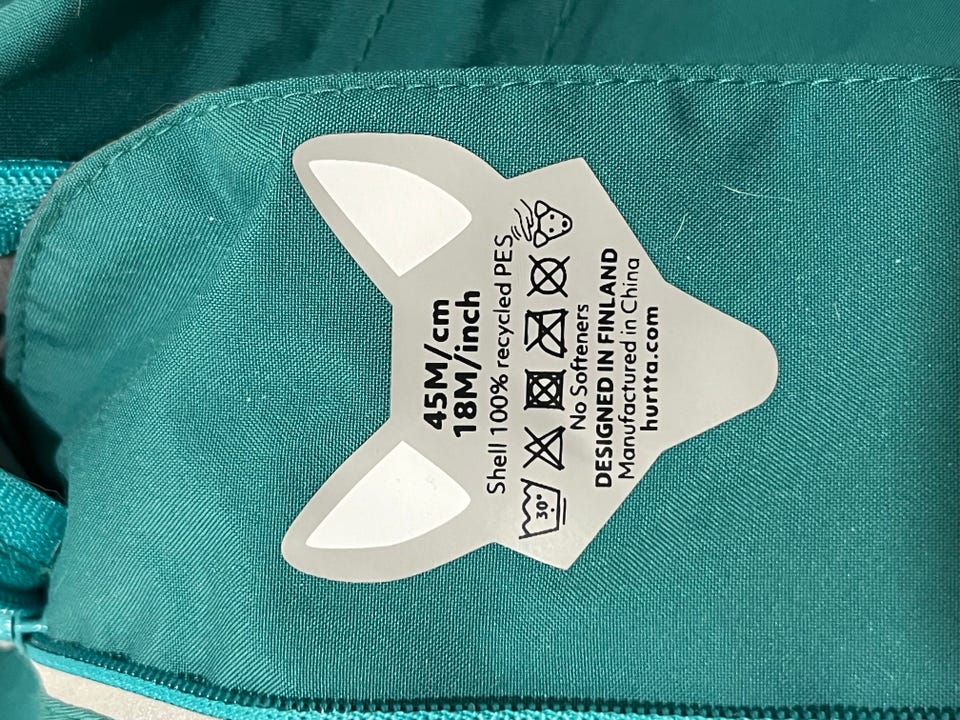 45M/cm
18M/inch
Shell 100% recycled PES
30°
No Softeners
DESIGNED IN FINLAND
Manufactured in China
hurtta.com